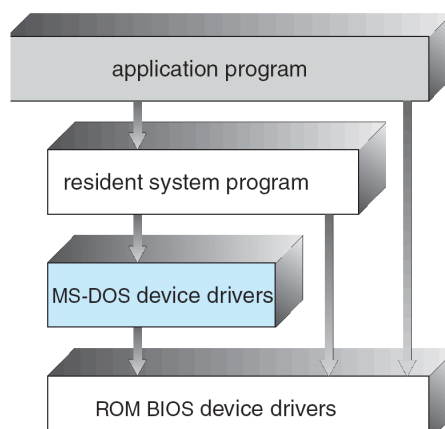 application program
resident system program
MS-DOS device drivers
ROM BIOS device drivers